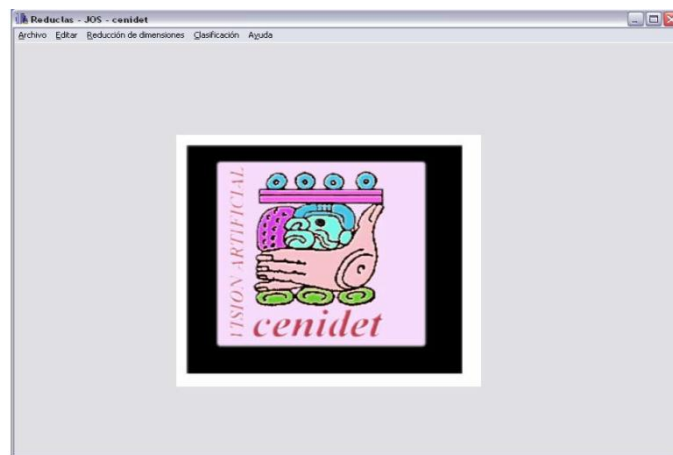 Reduclas - JOS - cenidet
Archivo Editar Reducción de dimensiones Clasificación Ayuda
VISION ARTIFICIAL
cenidet